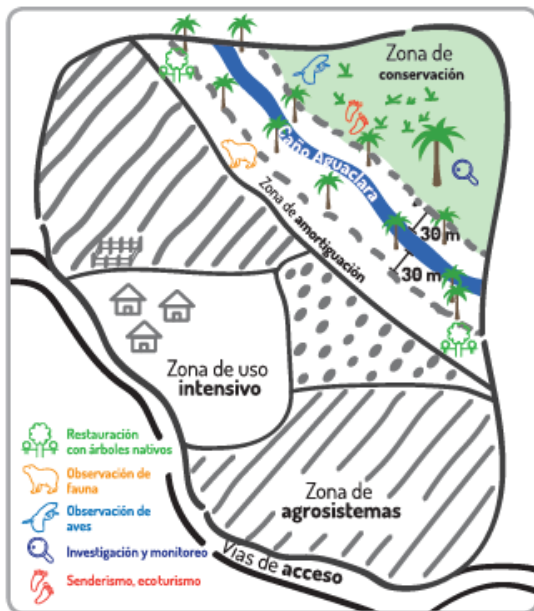 Zona de
conservación
Caño Aguaclara
Zona de amortiguación
30 m
30 m
Zona de uso
intensivo
Zona de
agrosistemas
Vías de acceso
Restauración
con árboles nativos
Observación de
fauna
Observación de
aves
Investigación y monitoreo
Senderismo, ecoturismo